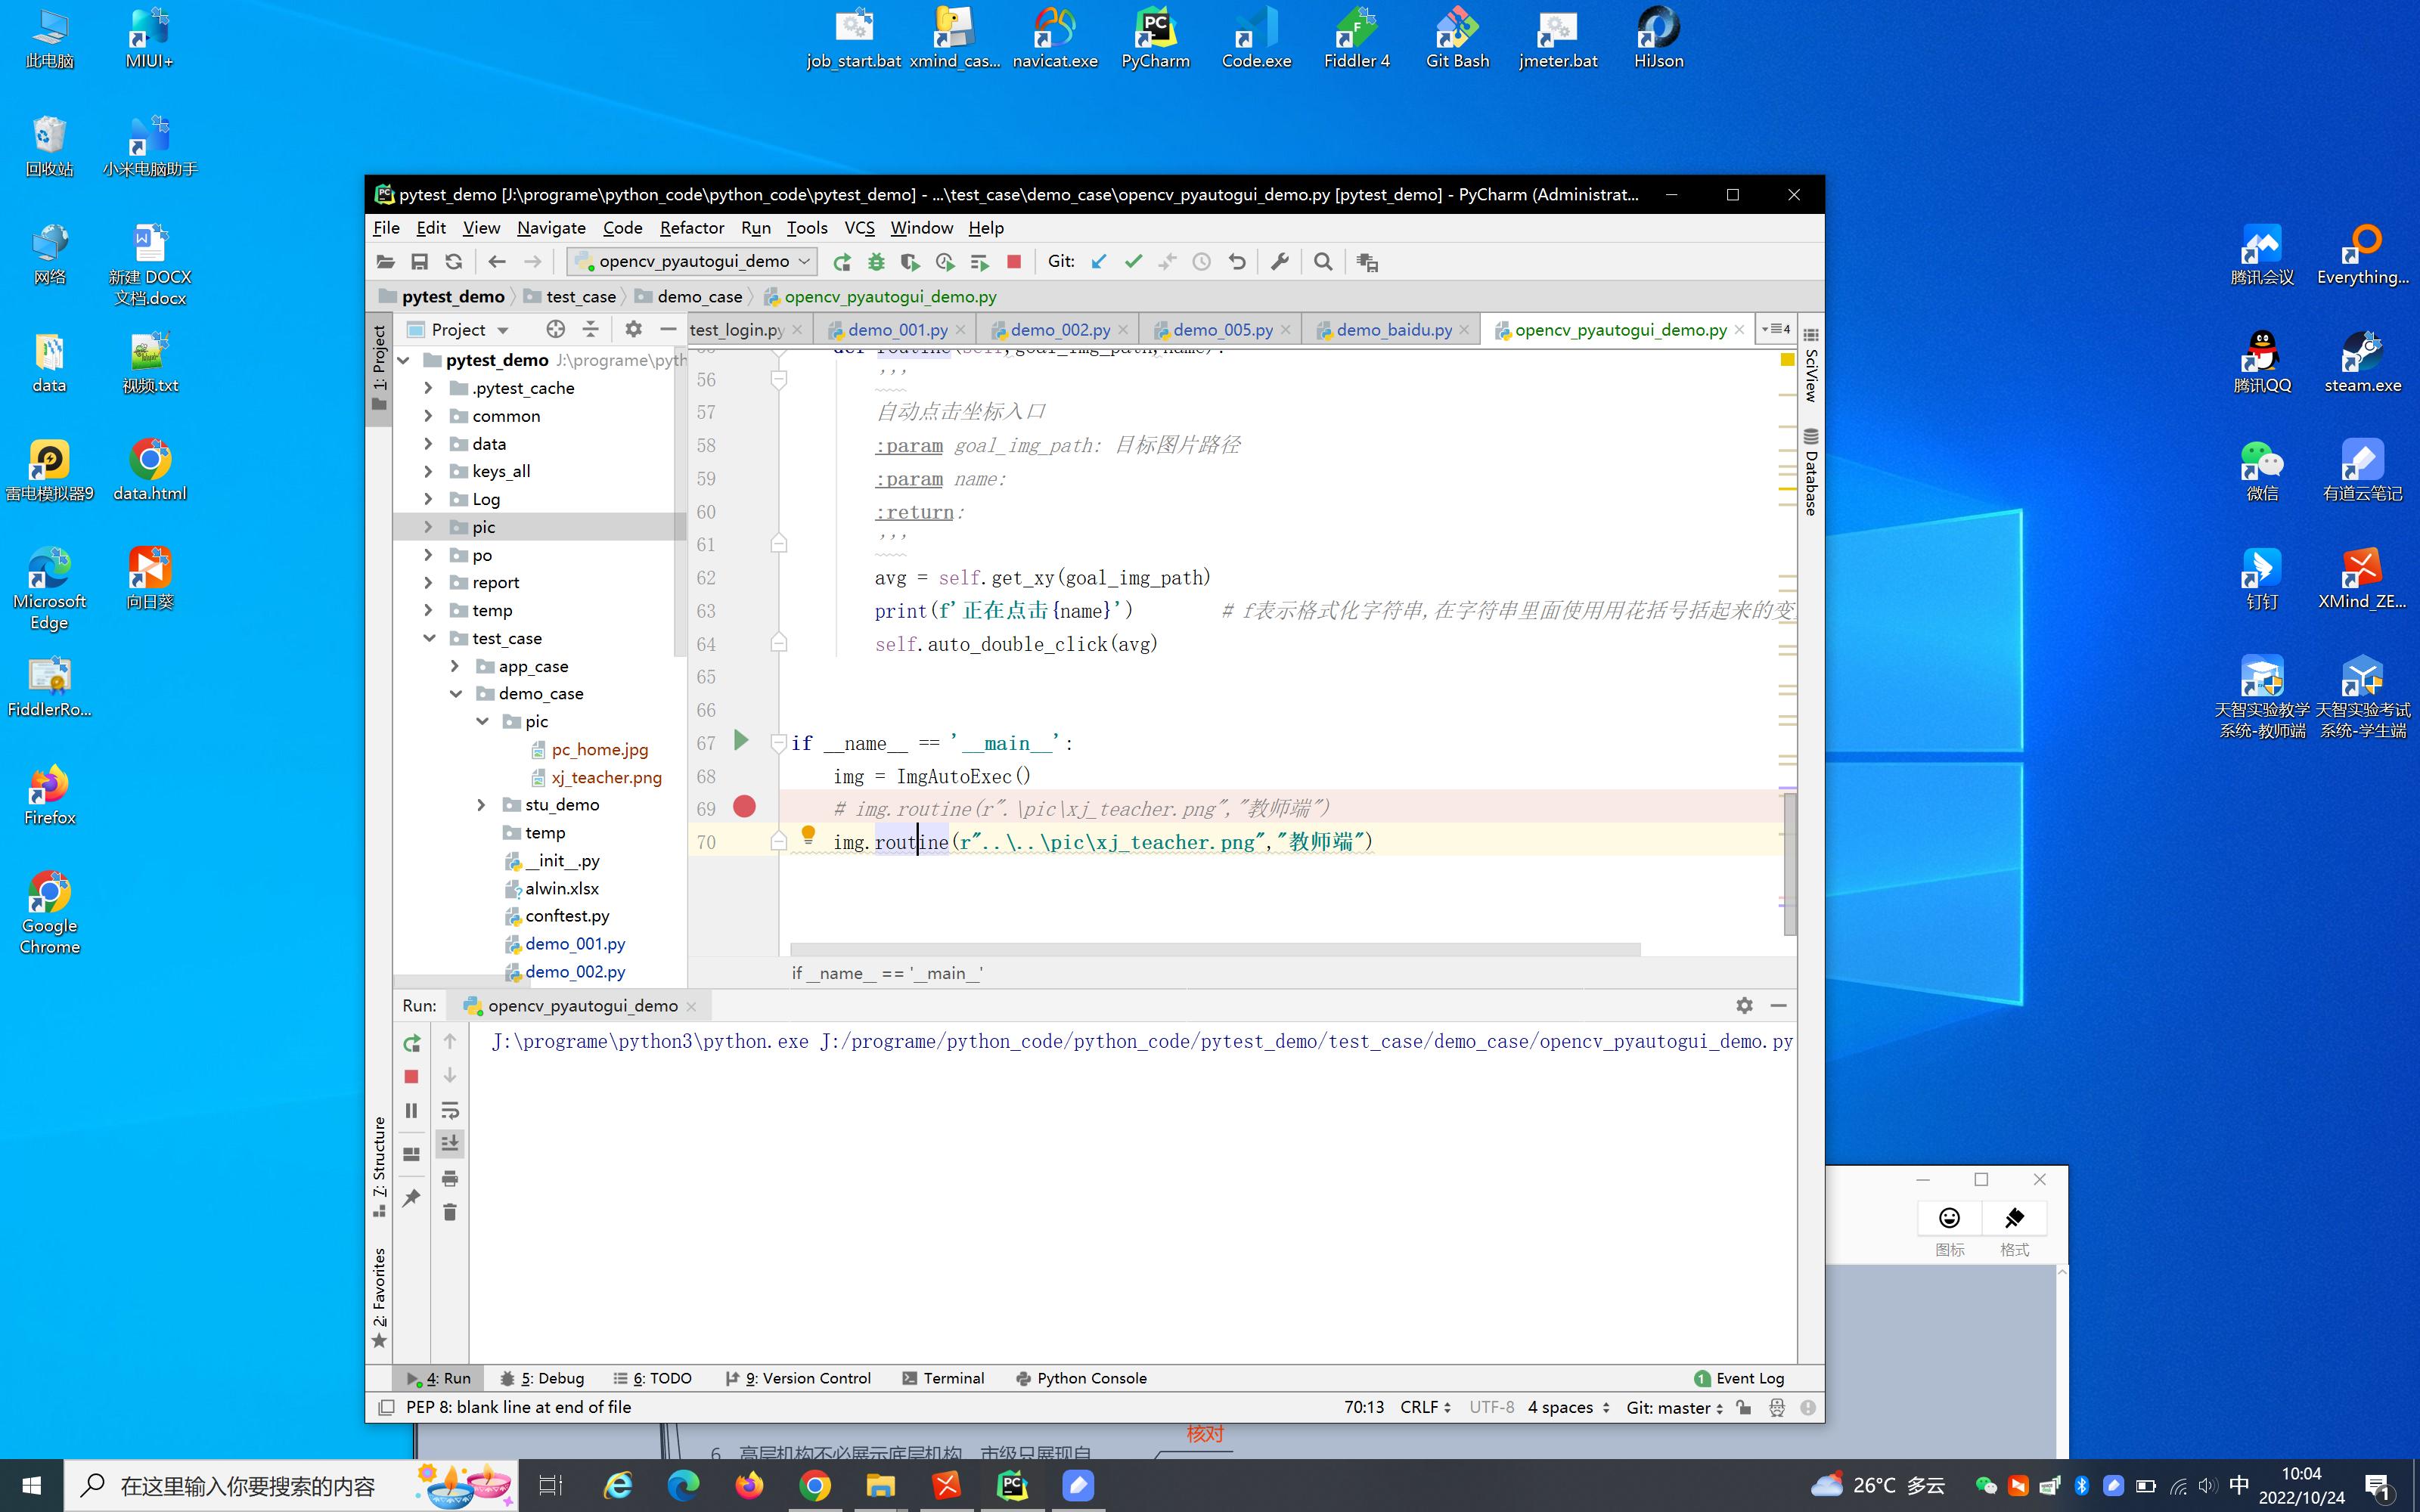 此电脑
MIUI+
回收站
小米电脑助手
网络
新建 DOCX
文档.docx
data
视频.txt
雷电模拟器9
data.html
Microsoft
Edge
向日葵
FiddlerRo...
Firefox
Google
Chrome
job_start.bat
xmind_cas...
navicat.exe
PyCharm
Code.exe
Fiddler 4
Git Bash
jmeter.bat
HiJson
腾讯会议
Everything...
腾讯QQ
steam.exe
微信
有道云笔记
钉钉
XMind_ZE...
天智实验教学
系统-教师端
天智实验考试
系统-学生端
pytest_demo [J:\programe\python_code\python_code\pytest_demo] - ...\test_case\demo_case\opencv_pyautogui_demo.py [pytest_demo] - PyCharm (Administrat...
File Edit View Navigate Code Refactor Run Tools VCS Window Help
opencv_pyautogui_demo
Git:
pytest_demo test_case demo_case opencv_pyautogui_demo.py
1: Project
Project
test_login.py demo_001.py demo_002.py demo_005.py demo_baidu.py opencv_pyautogui_demo.py 4
SciView
Database
pytest_demo J:\programe\pyth
.pytest_cache
common
data
keys_all
Log
pic
po
report
temp
test_case
app_case
demo_case
pic
pc_home.jpg
xj_teacher.png
stu_demo
temp
__init__.py
alwin.xlsx
conftest.py
demo_001.py
demo_002.py
def routine(self,goal_img_path,name):
56 '''
57 自动点击坐标入口
58 :param goal_img_path: 目标图片路径
59 :param name:
60 :return:
61 '''
62 avg = self.get_xy(goal_img_path)
63 print(f'正在点击{name}') # f表示格式化字符串,在字符串里面使用用花括号括起来的变
64 self.auto_double_click(avg)
65
66
67 if __name__ == '__main__':
68 img = ImgAutoExec()
69 # img.routine(r".\pic\xj_teacher.png","教师端")
70 img.routine(r"..\..\pic\xj_teacher.png","教师端")
if __name__ == '__main__'
Run: opencv_pyautogui_demo
J:\programe\python3\python.exe J:/programe/python_code/python_code/pytest_demo/test_case/demo_case/opencv_pyautogui_demo.py
7: Structure
2: Favorites
4: Run 5: Debug 6: TODO 9: Version Control Terminal Python Console 1 Event Log
PEP 8: blank line at end of file
70:13 CRLF UTF-8 4 spaces Git: master
图标 格式
核对
6、高层机构不必展示底层机构，市级只展现自
在这里输入你要搜索的内容
26°C 多云
中
10:04
2022/10/24
1